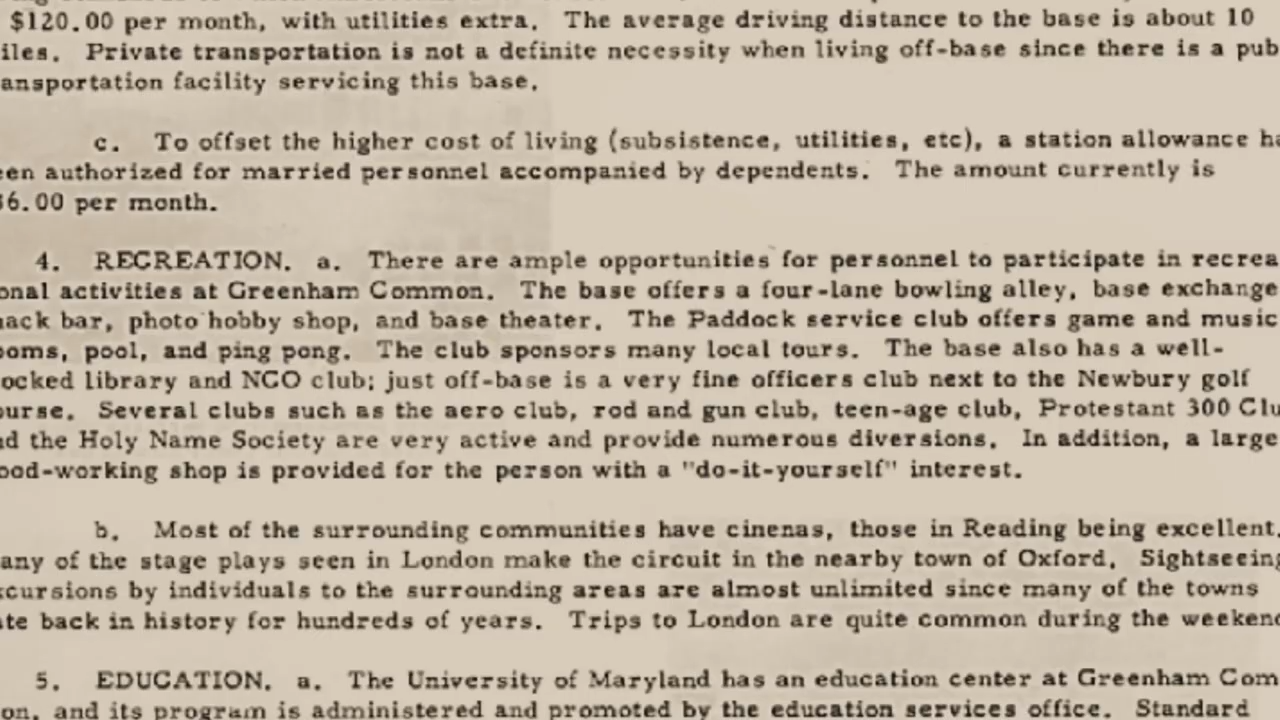 $120.00 per month, with utilities extra. The average driving distance to the base is about 10
iles. Private transportation is not a definite necessity when living off-base since there is a pub
ansportation facility servicing this base.
c. To offset the higher cost of living (subsistence, utilities, etc), a station allowance ha
een authorized for married personnel accompanied by dependents. The amount currently is
36.00 per month.
4. RECREATION. a. There are ample opportunities for personnel to participate in recrea
onal activities at Greenham Common. The base offers a four-lane bowling alley, base exchange
nack bar, photo hobby shop, and base theater. The Paddock service club offers game and music
ooms, pool, and ping pong. The club sponsors many local tours. The base also has a well-
ocked library and NCO club; just off-base is a very fine officers club next to the Newbury golf
ourse. Several clubs such as the aero club, rod and gun club, teen-age club, Protestant 300 Clu
nd the Holy Name Society are very active and provide numerous diversions. In addition, a large
ood-working shop is provided for the person with a "do-it-yourself" interest.
b. Most of the surrounding communities have cinenas, those in Reading being excellent.
any of the stage plays seen in London make the circuit in the nearby town of Oxford. Sightseeing
xcursions by individuals to the surrounding areas are almost unlimited since many of the towns
ate back in history for hundreds of years. Trips to London are quite common during the weekend
5. EDUCATION. a. The University of Maryland has an education center at Greenham Com
on, and its program is administered and promoted by the education services office. Standard